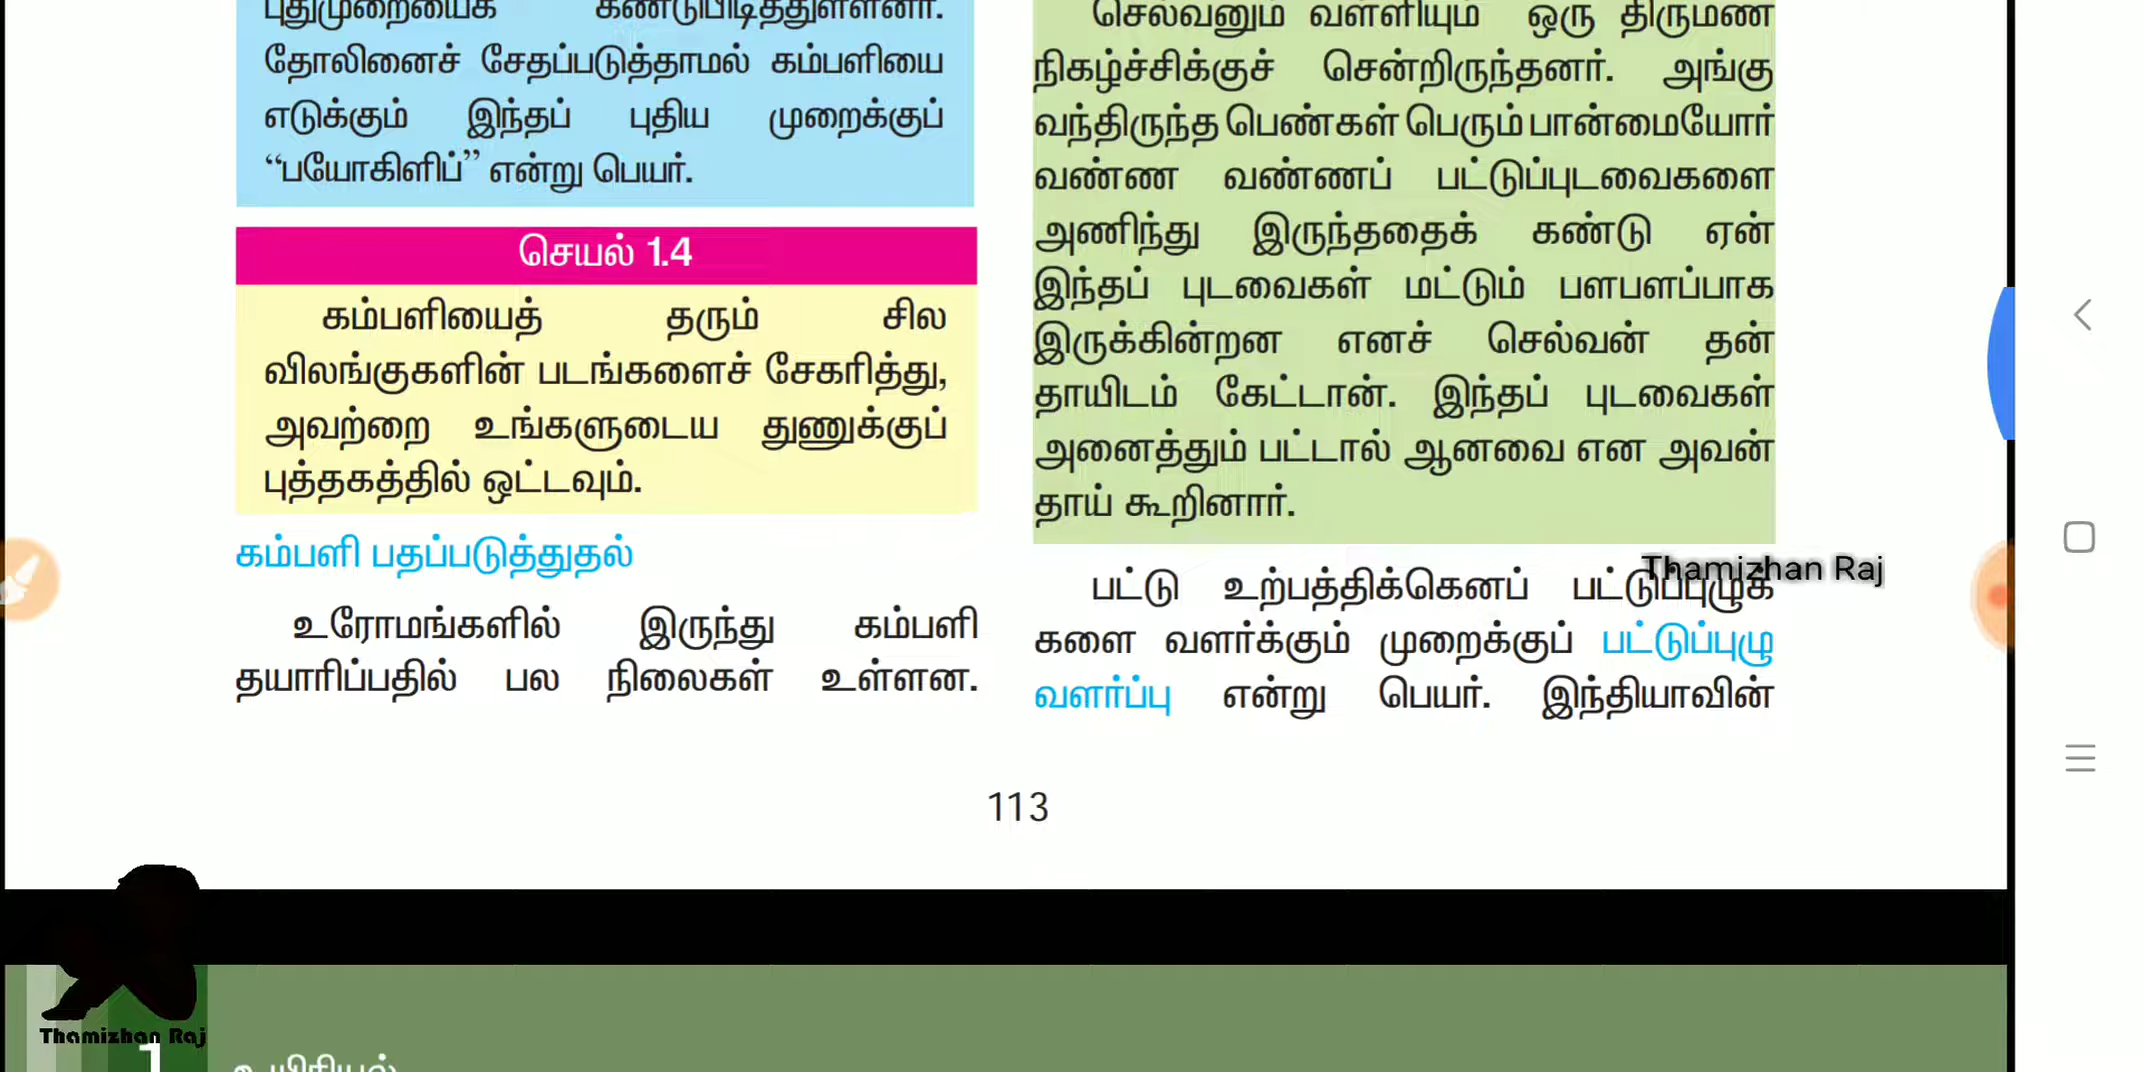 புதுமுறையைக் கண்டுபிடித்துள்ளனர்.
தோலினைச் சேதப்படுத்தாமல் கம்பளியை
எடுக்கும் இந்தப் புதிய முறைக்குப்
“பயோகிளிப்” என்று பெயர்.
செயல் 1.4
கம்பளியைத் தரும் சில
விலங்குகளின் படங்களைச் சேகரித்து,
அவற்றை உங்களுடைய துணுக்குப்
புத்தகத்தில் ஒட்டவும்.
கம்பளி பதப்படுத்துதல்
உரோமங்களில் இருந்து கம்பளி
தயாரிப்பதில் பல நிலைகள் உள்ளன.
செல்வனும் வள்ளியும் ஒரு திருமண
நிகழ்ச்சிக்குச் சென்றிருந்தனர். அங்கு
வந்திருந்த பெண்கள் பெரும்பான்மையோர்
வண்ண வண்ணப் பட்டுப்புடவைகளை
அணிந்து இருந்ததைக் கண்டு ஏன்
இந்தப் புடவைகள் மட்டும் பளபளப்பாக
இருக்கின்றன எனச் செல்வன் தன்
தாயிடம் கேட்டான். இந்தப் புடவைகள்
அனைத்தும் பட்டால் ஆனவை என அவன்
தாய் கூறினார்.
Thamizhan Raj
பட்டு உற்பத்திக்கெனப் பட்டுப்புழுக்
களை வளர்க்கும் முறைக்குப் பட்டுப்புழு
வளர்ப்பு என்று பெயர். இந்தியாவின்
113
Thamizhan Raj
1 உயிரியல்